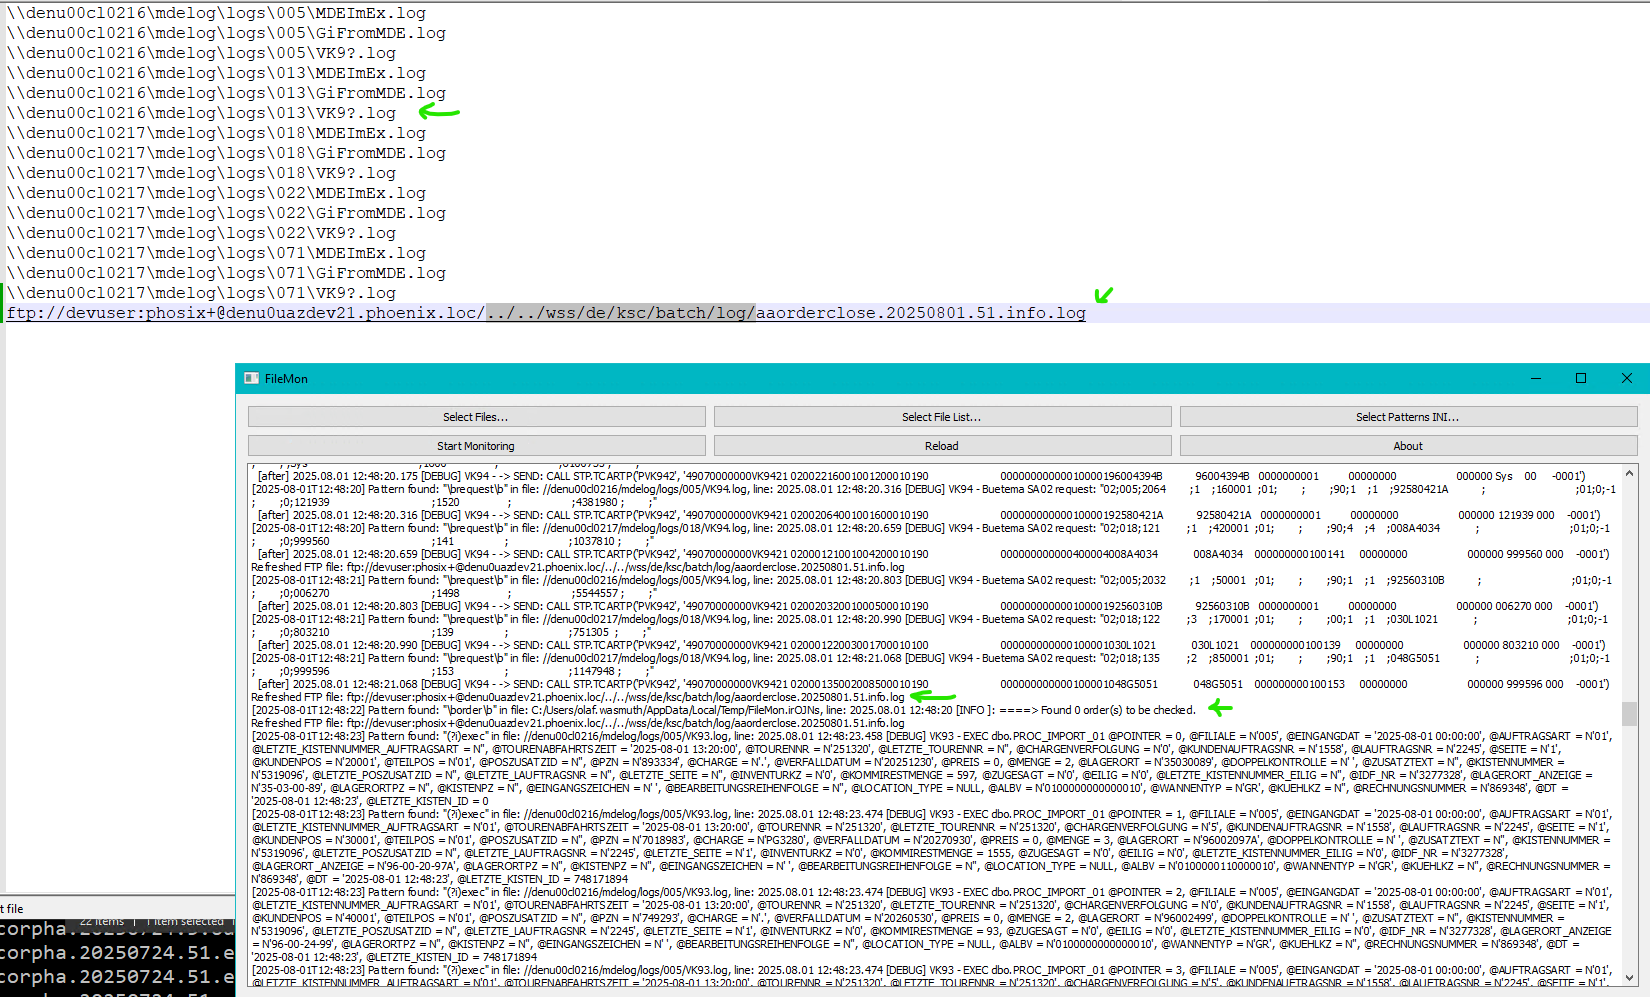 \\denu00cl0216\mdelog\logs\005\MDEImEx.log
\\denu00cl0216\mdelog\logs\005\GiFromMDE.log
\\denu00cl0216\mdelog\logs\005\VK9?.log
\\denu00cl0216\mdelog\logs\013\MDEImEx.log
\\denu00cl0216\mdelog\logs\013\GiFromMDE.log
\\denu00cl0216\mdelog\logs\013\VK9?.log
\\denu00cl0217\mdelog\logs\018\MDEImEx.log
\\denu00cl0217\mdelog\logs\018\GiFromMDE.log
\\denu00cl0217\mdelog\logs\018\VK9?.log
\\denu00cl0217\mdelog\logs\022\MDEImEx.log
\\denu00cl0217\mdelog\logs\022\GiFromMDE.log
\\denu00cl0217\mdelog\logs\022\VK9?.log
\\denu00cl0217\mdelog\logs\071\MDEImEx.log
\\denu00cl0217\mdelog\logs\071\GiFromMDE.log
\\denu00cl0217\mdelog\logs\071\VK9?.log
ftp://devuser:phosix+@denu0uazdev21.phoenix.loc/../../wss/de/ksc/batch/log/aaorderclose.20250801.51.info.log
FileMon
Select Files... Select File List... Select Patterns INI...
Start Monitoring Reload About
[after] 2025.08.01 12:48:20.175 [DEBUG] VK94 - -> SEND: CALL STP.TCARTP('PVK94', '49070000000VK9421 020002216001001200010190 000000000000100001960043​94B 96004394B 0000000001 00000000 000000 Sys 00 -0001')
[2025-08-01T12:48:20] Pattern found: "\brequest\b" in file: //denu00cl0216/mdelog/logs/005/VK94.log, line: 2025.08.01 12:48:20.316 [DEBUG] VK94 - Buetema SA02 request: "02;005;2064 ;1 ;160001 ;01; ; ;90;1 ;1 ;92580421A ; ;01;0;-1
; ;0;121939 ;1520 ; ;4381980 ; ;"
[after] 2025.08.01 12:48:20.316 [DEBUG] VK94 - -> SEND: CALL STP.TCARTP('PVK94', '49070000000VK9421 020002064001001600010190 00000000000010000192580421A 92580421A 0000000001 00000000 000000 121939 000 -0001')
[2025-08-01T12:48:20] Pattern found: "\brequest\b" in file: //denu00cl0217/mdelog/logs/018/VK94.log, line: 2025.08.01 12:48:20.659 [DEBUG] VK94 - Buetema SA02 request: "02;018;121 ;1 ;420001 ;01; ; ;90;4 ;4 ;008A4034 ; ;01;0;-1
; ;0;999560 ;141 ; ;1037810 ; ;"
[after] 2025.08.01 12:48:20.659 [DEBUG] VK94 - -> SEND: CALL STP.TCARTP('PVK94', '49070000000VK9421 020001210001004200010190 000000000000400004008A4034 008A4034 000000000100141 00000000 000000 999560 000 -0001')
Refreshed FTP file: ftp://devuser:phosix+@denu0uazdev21.phoenix.loc/../../wss/de/ksc/batch/log/aaorderclose.20250801.51.info.log
[2025-08-01T12:48:21] Pattern found: "\brequest\b" in file: //denu00cl0216/mdelog/logs/005/VK94.log, line: 2025.08.01 12:48:20.803 [DEBUG] VK94 - Buetema SA02 request: "02;005;2032 ;1 ;50001 ;01; ; ;90;1 ;1 ;92560310B ; ;01;0;-1
; ;0;006270 ;1498 ; ;5544557 ; ;"
[after] 2025.08.01 12:48:20.803 [DEBUG] VK94 - -> SEND: CALL STP.TCARTP('PVK94', '49070000000VK9421 020002032001000500010190 00000000000010000192560310B 92560310B 0000000001 00000000 000000 006270 000 -0001')
[2025-08-01T12:48:21] Pattern found: "\brequest\b" in file: //denu00cl0217/mdelog/logs/018/VK94.log, line: 2025.08.01 12:48:20.990 [DEBUG] VK94 - Buetema SA02 request: "02;018;122 ;3 ;170001 ;01; ; ;00;1 ;1 ;030L1021 ; ;01;0;-1
; ;0;803210 ;139 ; ;751305 ; ;"
[after] 2025.08.01 12:48:20.990 [DEBUG] VK94 - -> SEND: CALL STP.TCARTP('PVK94', '49070000000VK9421 020001220003001700010100 000000000000100001030L1021 030L1021 000000000100139 00000000 000000 803210 000 -0001')
[2025-08-01T12:48:21] Pattern found: "\brequest\b" in file: //denu00cl0217/mdelog/logs/018/VK94.log, line: 2025.08.01 12:48:21.068 [DEBUG] VK94 - Buetema SA02 request: "02;018;135 ;2 ;850001 ;01; ; ;90;1 ;1 ;048G5051 ; ;01;0;-1
; ;0;999596 ;153 ; ;1147948 ; ;"
[after] 2025.08.01 12:48:21.068 [DEBUG] VK94 - -> SEND: CALL STP.TCARTP('PVK94', '49070000000VK9421 020001350002008500010190 000000000000100001048G5051 048G5051 000000000100153 00000000 000000 999596 000 -0001')
Refreshed FTP file: ftp://devuser:phosix+@denu0uazdev21.phoenix.loc/../../wss/de/ksc/batch/log/aaorderclose.20250801.51.info.log
[2025-08-01T12:48:22] Pattern found: "\border\b" in file: C:/Users/olaf.wasmuth/AppData/Local/Temp/FileMon.irOJNs, line: 2025.08.01 12:48:20 [INFO ]: ====> Found 0 order(s) to be checked.
Refreshed FTP file: ftp://devuser:phosix+@denu0uazdev21.phoenix.loc/../../wss/de/ksc/batch/log/aaorderclose.20250801.51.info.log
[2025-08-01T12:48:23] Pattern found: "(?i)exec" in file: //denu00cl0216/mdelog/logs/005/VK93.log, line: 2025.08.01 12:48:23.458 [DEBUG] VK93 - EXEC dbo.PROC_IMPORT_01 @POINTER = 0, @FILIALE = N'005', @EINGANGDAT = '2025-08-01 00:00:00', @AUFTRAGSART = N'01',
@LETZTE_KISTENNUMMER_AUFTRAGSART = N'', @TOURENABFAHRTSZEIT = '2025-08-01 13:20:00', @TOURENNR = N'251320', @LETZTE_TOURENNR = N'', @CHARGENVERFOLGUNG = N'0', @KUNDENAUFTRAGSNR = N'1558', @LAUFTRAGSNR = N'2245', @SEITE = N'1',
@KUNDENPOS = N'20001', @TEILPOS = N'01', @POSZUSATZID = N'', @PZN = N'893334', @CHARGE = N'.', @VERFALLDATUM = N'20251230', @PREIS = 0, @MENGE = 2, @LAGERORT = N'35030089', @DOPPELKONTROLLE = N' ', @ZUSATZTEXT = N'', @KISTENNUMMER =
N'5319096', @LETZTE_POSZUSATZID = N'', @LETZTE_LAUFTRAGSNR = N'', @LETZTE_SEITE = N'', @INVENTURKZ = N'0', @KOMMIRESTMENGE = 597, @ZUGESAGT = N'0', @EILIG = N'0', @LETZTE_KISTENNUMMER_EILIG = N'', @IDF_NR = N'3277328', @LAGERORT_ANZEIGE =
N'35-03-00-89', @LAGERORTPZ = N'', @KISTENPZ = N'', @EINGANGSZEICHEN = N' ', @BEARBEITUNGSREIHENFOLGE = N'', @LOCATION_TYPE = NULL, @ALBV = N'010000000000010', @WANNENTYP = N'GR', @KUEHLKZ = N'', @RECHNUNGSNUMMER = N'869348', @DT =
'2025-08-01 12:48:23', @LETZTE_KISTEN_ID = 0
[2025-08-01T12:48:23] Pattern found: "(?i)exec" in file: //denu00cl0216/mdelog/logs/005/VK93.log, line: 2025.08.01 12:48:23.474 [DEBUG] VK93 - EXEC dbo.PROC_IMPORT_01 @POINTER = 1, @FILIALE = N'005', @EINGANGDAT = '2025-08-01 00:00:00', @AUFTRAGSART = N'01',
@LETZTE_KISTENNUMMER_AUFTRAGSART = N'01', @TOURENABFAHRTSZEIT = '2025-08-01 13:20:00', @TOURENNR = N'251320', @LETZTE_TOURENNR = N'251320', @CHARGENVERFOLGUNG = N'5', @KUNDENAUFTRAGSNR = N'1558', @LAUFTRAGSNR = N'2245', @SEITE = N'1',
@KUNDENPOS = N'30001', @TEILPOS = N'01', @POSZUSATZID = N'', @PZN = N'7018983', @CHARGE = N'PG3280', @VERFALLDATUM = N'20270930', @PREIS = 0, @MENGE = 3, @LAGERORT = N'96002097A', @DOPPELKONTROLLE = N' ', @ZUSATZTEXT = N'', @KISTENNUMMER =
N'5319096', @LETZTE_POSZUSATZID = N'', @LETZTE_LAUFTRAGSNR = N'2245', @LETZTE_SEITE = N'1', @INVENTURKZ = N'0', @KOMMIRESTMENGE = 1555, @ZUGESAGT = N'0', @EILIG = N'0', @LETZTE_KISTENNUMMER_EILIG = N'0', @IDF_NR = N'3277328',
@LAGERORT_ANZEIGE = N'96-00-20-97A', @LAGERORTPZ = N'', @KISTENPZ = N'', @EINGANGSZEICHEN = N' ', @BEARBEITUNGSREIHENFOLGE = N'', @LOCATION_TYPE = NULL, @ALBV = N'010000110000010', @WANNENTYP = N'GR', @KUEHLKZ = N'', @RECHNUNGSNUMMER =
N'869348', @DT = '2025-08-01 12:48:23', @LETZTE_KISTEN_ID = 748171894
[2025-08-01T12:48:23] Pattern found: "(?i)exec" in file: //denu00cl0216/mdelog/logs/005/VK93.log, line: 2025.08.01 12:48:23.474 [DEBUG] VK93 - EXEC dbo.PROC_IMPORT_01 @POINTER = 2, @FILIALE = N'005', @EINGANGDAT = '2025-08-01 00:00:00', @AUFTRAGSART = N'01',
@LETZTE_KISTENNUMMER_AUFTRAGSART = N'01', @TOURENABFAHRTSZEIT = '2025-08-01 13:20:00', @TOURENNR = N'251320', @LETZTE_TOURENNR = N'251320', @CHARGENVERFOLGUNG = N'0', @KUNDENAUFTRAGSNR = N'1558', @LAUFTRAGSNR = N'2245', @SEITE = N'1',
@KUNDENPOS = N'40001', @TEILPOS = N'01', @POSZUSATZID = N'', @PZN = N'749293', @CHARGE = N'.', @VERFALLDATUM = N'20260530', @PREIS = 0, @MENGE = 2, @LAGERORT = N'96002499', @DOPPELKONTROLLE = N' ', @ZUSATZTEXT = N'', @KISTENNUMMER =
N'5319096', @LETZTE_POSZUSATZID = N'', @LETZTE_LAUFTRAGSNR = N'2245', @LETZTE_SEITE = N'1', @INVENTURKZ = N'0', @KOMMIRESTMENGE = 93, @ZUGESAGT = N'0', @EILIG = N'0', @LETZTE_KISTENNUMMER_EILIG = N'0', @IDF_NR = N'3277328', @LAGERORT_ANZEIGE
= N'96-00-24-99', @LAGERORTPZ = N'', @KISTENPZ = N'', @EINGANGSZEICHEN = N' ', @BEARBEITUNGSREIHENFOLGE = N'', @LOCATION_TYPE = NULL, @ALBV = N'010000000000010', @WANNENTYP = N'GR', @KUEHLKZ = N'', @RECHNUNGSNUMMER = N'869348', @DT =
'2025-08-01 12:48:23', @LETZTE_KISTEN_ID = 748171894
[2025-08-01T12:48:23] Pattern found: "(?i)exec" in file: //denu00cl0216/mdelog/logs/005/VK93.log, line: 2025.08.01 12:48:23.474 [DEBUG] VK93 - EXEC dbo.PROC_IMPORT_01 @POINTER = 3, @FILIALE = N'005', @EINGANGDAT = '2025-08-01 00:00:00', @AUFTRAGSART = N'01',
t file
22 items 1 item selected
corpha.20250724.51.e
corpha.20250724.51.e